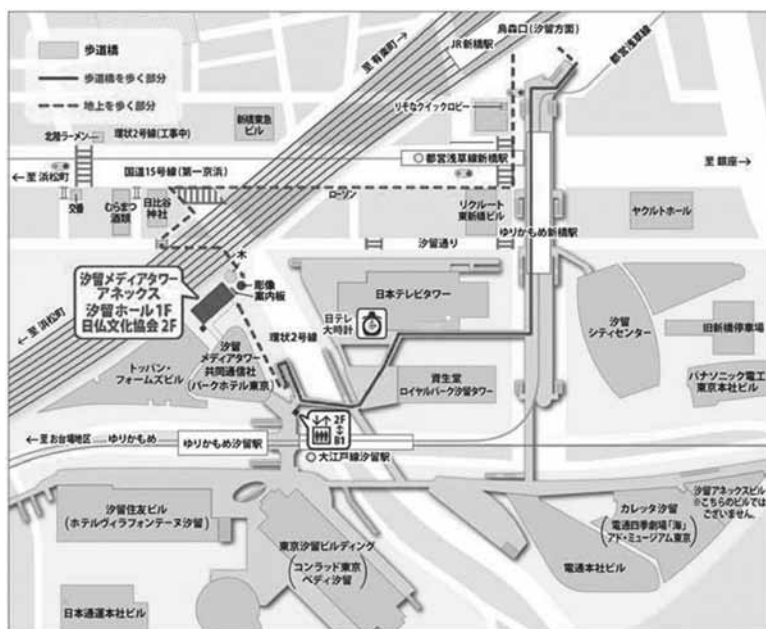 歩道橋
歩道橋を歩く部分
地上を歩く部分
至有楽町→
JR新橋駅
烏森口(汐留方面)
都営浅草線
りそなクイックロビー
北陸ラーメン
環状2号線(工事中)
新橋東急
ビル
←至浜松町
国道15号線(第一京浜)
都営浅草線新橋駅
至銀座→
交番
むらまつ
酒類
日比谷
神社
ローソン
リクルート
東新橋ビル
ゆりかもめ新橋駅
ヤクルトホール
汐留通り
木
彫像
案内板
汐留メディアタワー
アネックス
汐留ホール1F
日仏文化協会2F
←至浜松町
日本テレビタワー
日テレ
大時計
環状2号線
汐留
シティセンター
旧新橋停車場
トッパン・
フォームズビル
汐留
メディアタワー
共同通信社
(パークホテル東京)
資生堂
ロイヤルパーク汐留タワー
パナソニック電工
東京本社ビル
2F
B1
←至お台場地区
ゆりかもめ
ゆりかもめ汐留駅
大江戸線汐留駅
汐留住友ビル
(ホテルヴィラフォンテーヌ汐留)
東京汐留ビルディング
(コンラッド東京
ペディ汐留)
カレッタ汐留
(電通四季劇場「海」
アド・ミュージアム東京)
汐留アネックスビル
※こちらのビルでは
ございません。
電通本社ビル
日本通運本社ビル